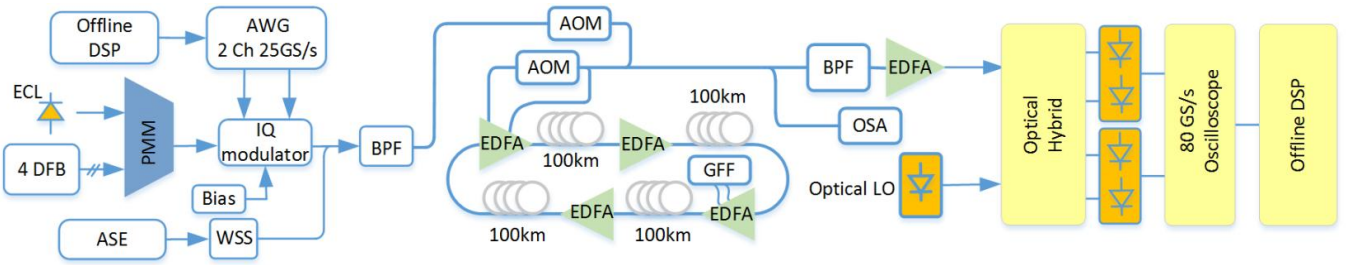 Offline
DSP
AWG
2 Ch 25GS/s
ECL
4 DFB
PMM
IQ
modulator
Bias
ASE
WSS
BPF
AOM
AOM
EDFA
100km
EDFA
100km
GFF
EDFA
100km
EDFA
100km
BPF
EDFA
OSA
Optical LO
Optical
Hybrid
80 GS/s
Oscilloscope
Offline DSP